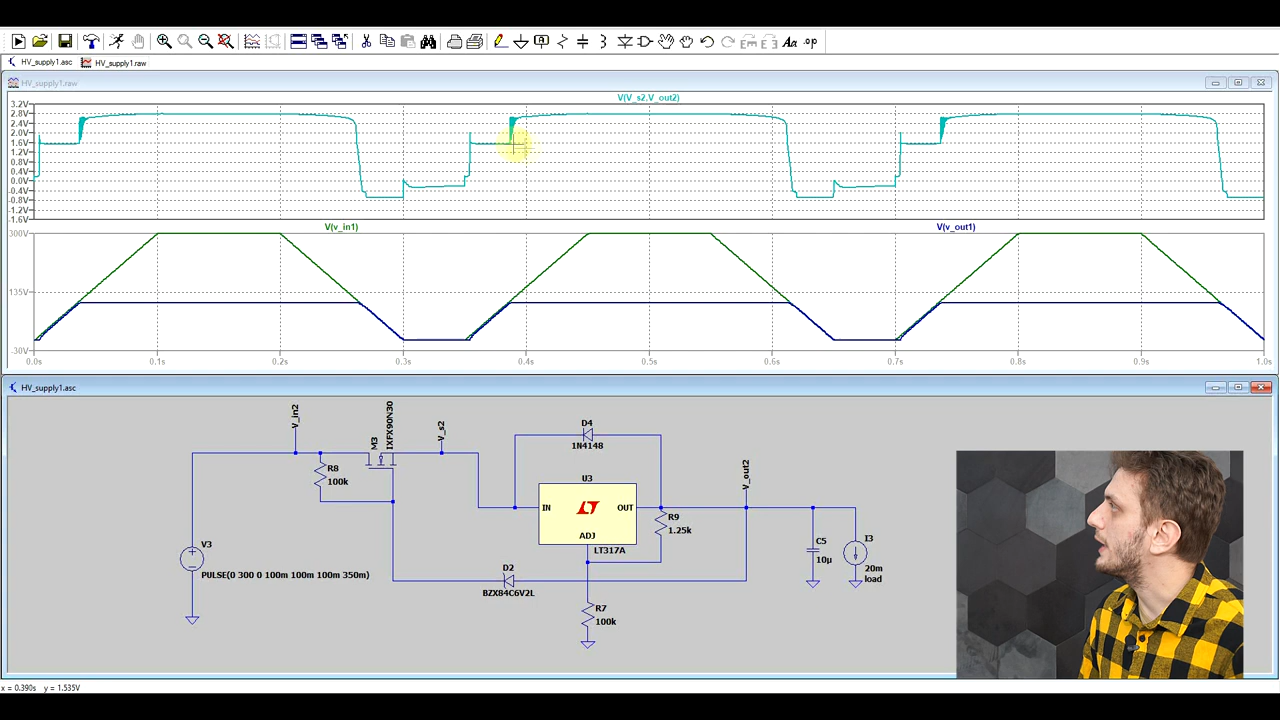 Aα .op
HV_supply1.asc HV_supply1.raw
HV_supply1.raw
V(V_s2,V_out2)
3.2V
2.8V
2.4V
2.0V
1.6V
1.2V
0.8V
0.4V
0.0V
-0.4V
-0.8V
-1.2V
-1.6V
V(v_in1) V(v_out1)
300V
135V
-30V
0.0s 0.1s 0.2s 0.3s 0.4s 0.5s 0.6s 0.7s 0.8s 0.9s 1.0s
HV_supply1.asc
V_in2
M3
IXFX90N30
V_s2
R8
100k
D4
1N4148
U3
IN
OUT
ADJ
LT317A
R9
1.25k
V_out2
V3
PULSE(0 300 0 100m 100m 100m 350m)
D2
BZX84C6V2L
R7
100k
C5
10µ
I3
20m
load
x = 0.390s y = 1.535V